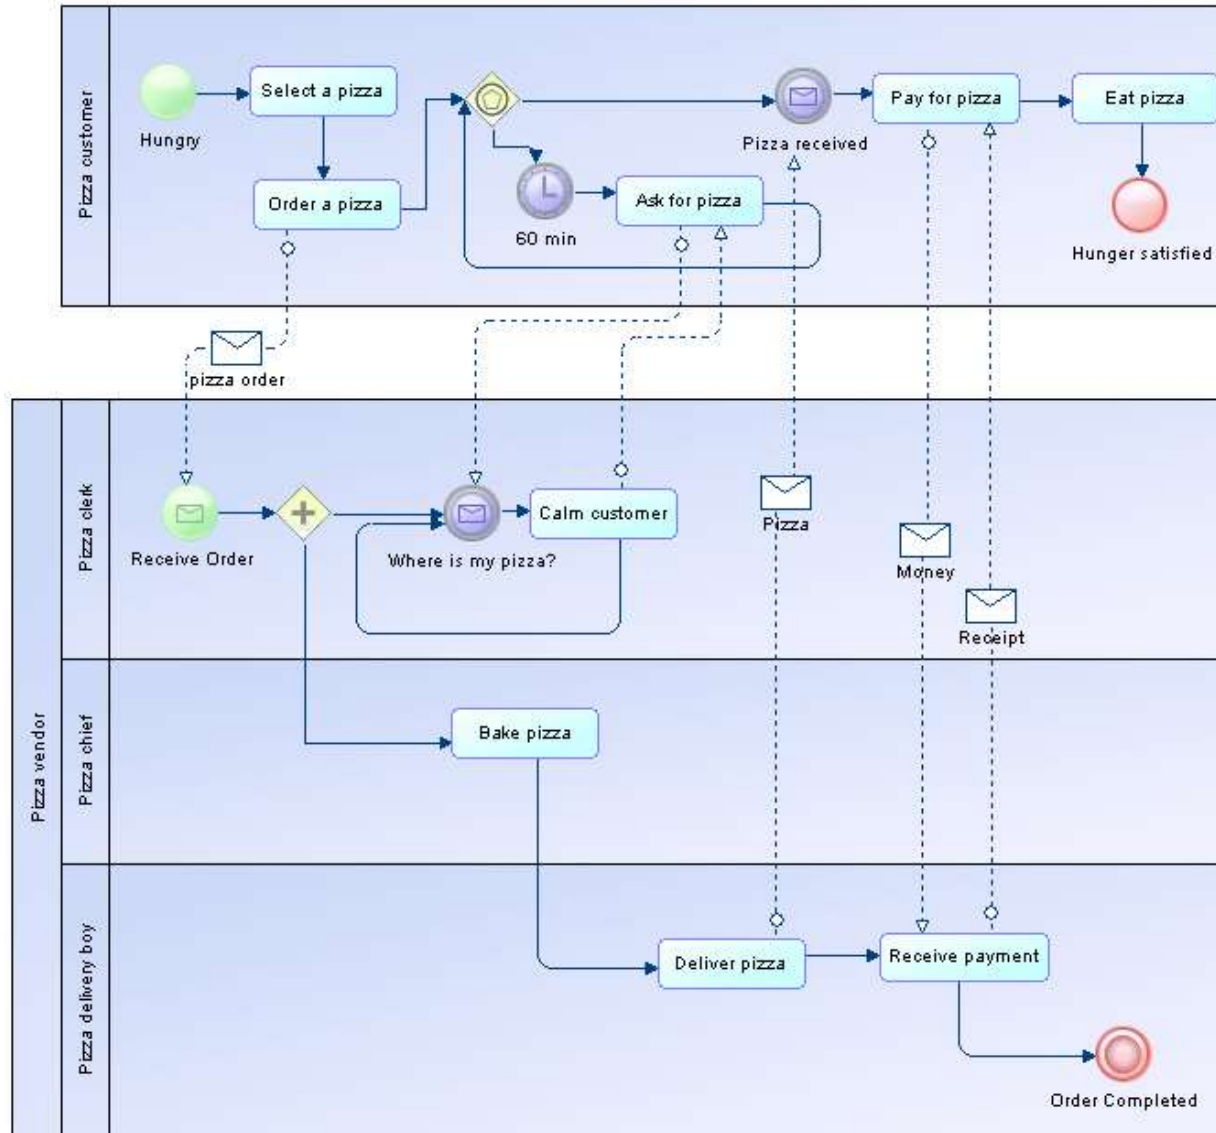 Pizza customer
Select a pizza
Eat pizza
Pay for pizza
Hungry
Pizza received
Order a pizza
Ask for pizza
60 min
Hunger satisfied
pizza order
Pizza vendor
Pizza clerk
Calm customer
Pizza
Receive Order
Where is my pizza?
Money
Receipt
Pizza chief
Bake pizza
Pizza delivery boy
Deliver pizza
Receive payment
Order Completed